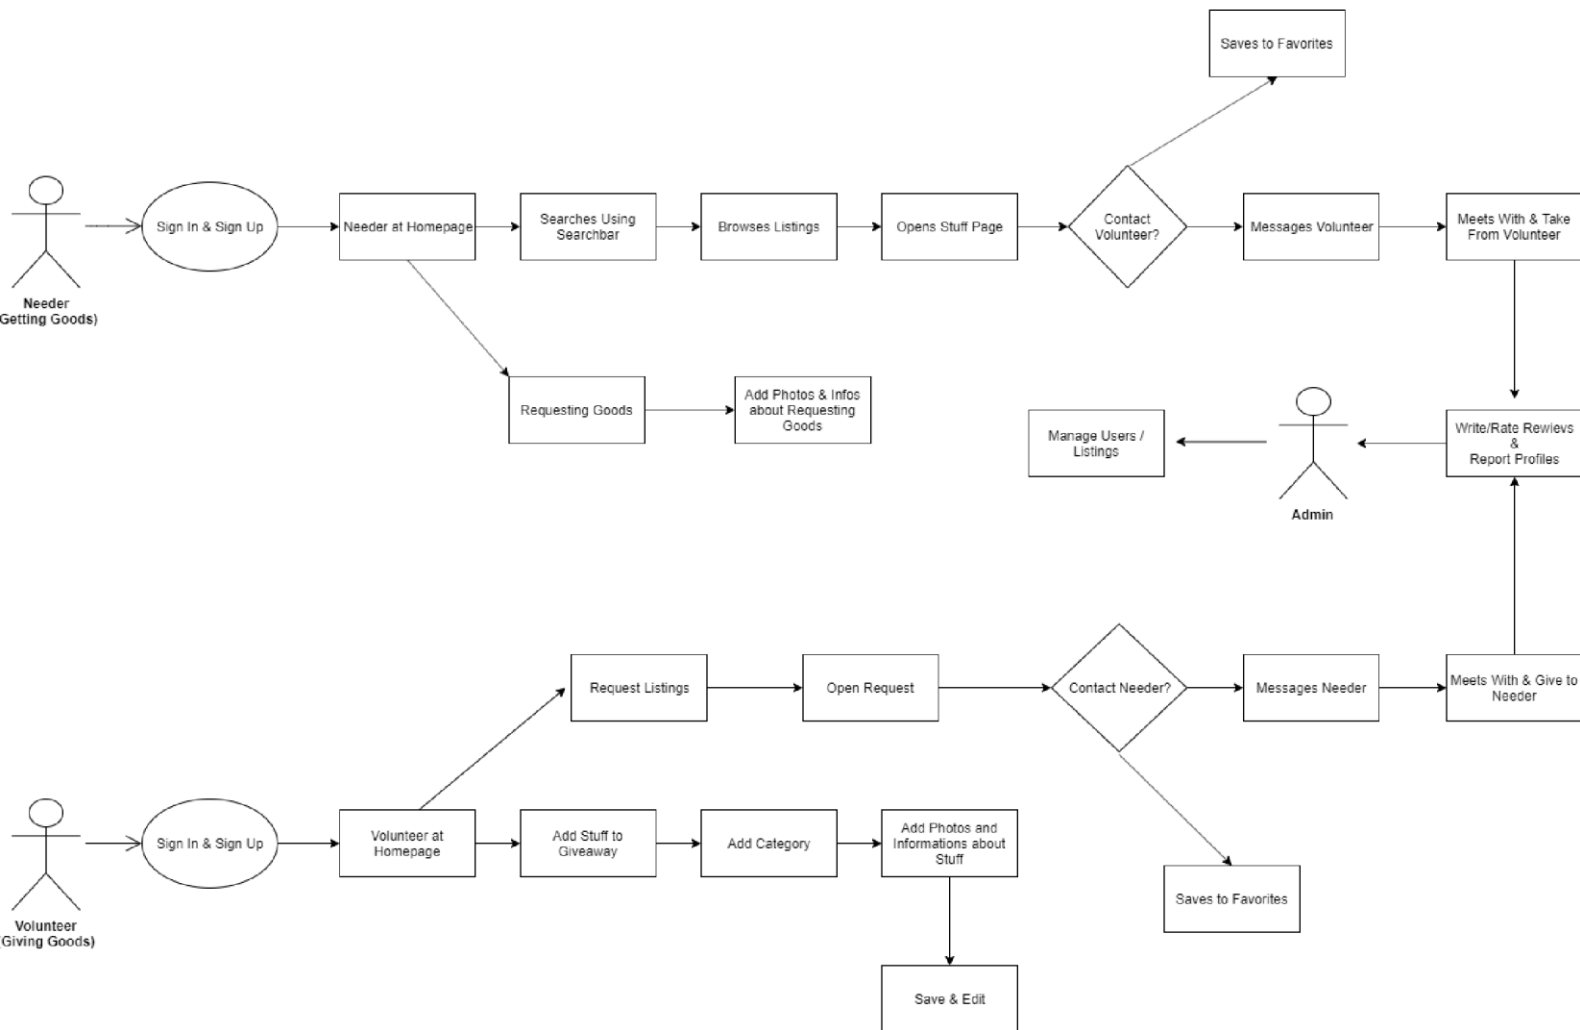 Saves to Favorites
Sign In & Sign Up
Needer at Homepage
Searches Using
Searchbar
Browses Listings
Opens Stuff Page
Contact
Volunteer?
Messages Volunteer
Meets With & Take
From Volunteer
Needer
(Getting Goods)
Requesting Goods
Add Photos & Infos
about Requesting
Goods
Manage Users /
Listings
Admin
Write/Rate Rewievs
&
Report Profiles
Request Listings
Open Request
Contact Needer?
Messages Needer
Meets With & Give to
Needer
Sign In & Sign Up
Volunteer at
Homepage
Add Stuff to
Giveaway
Add Category
Add Photos and
Informations about
Stuff
Volunteer
(Giving Goods)
Saves to Favorites
Save & Edit